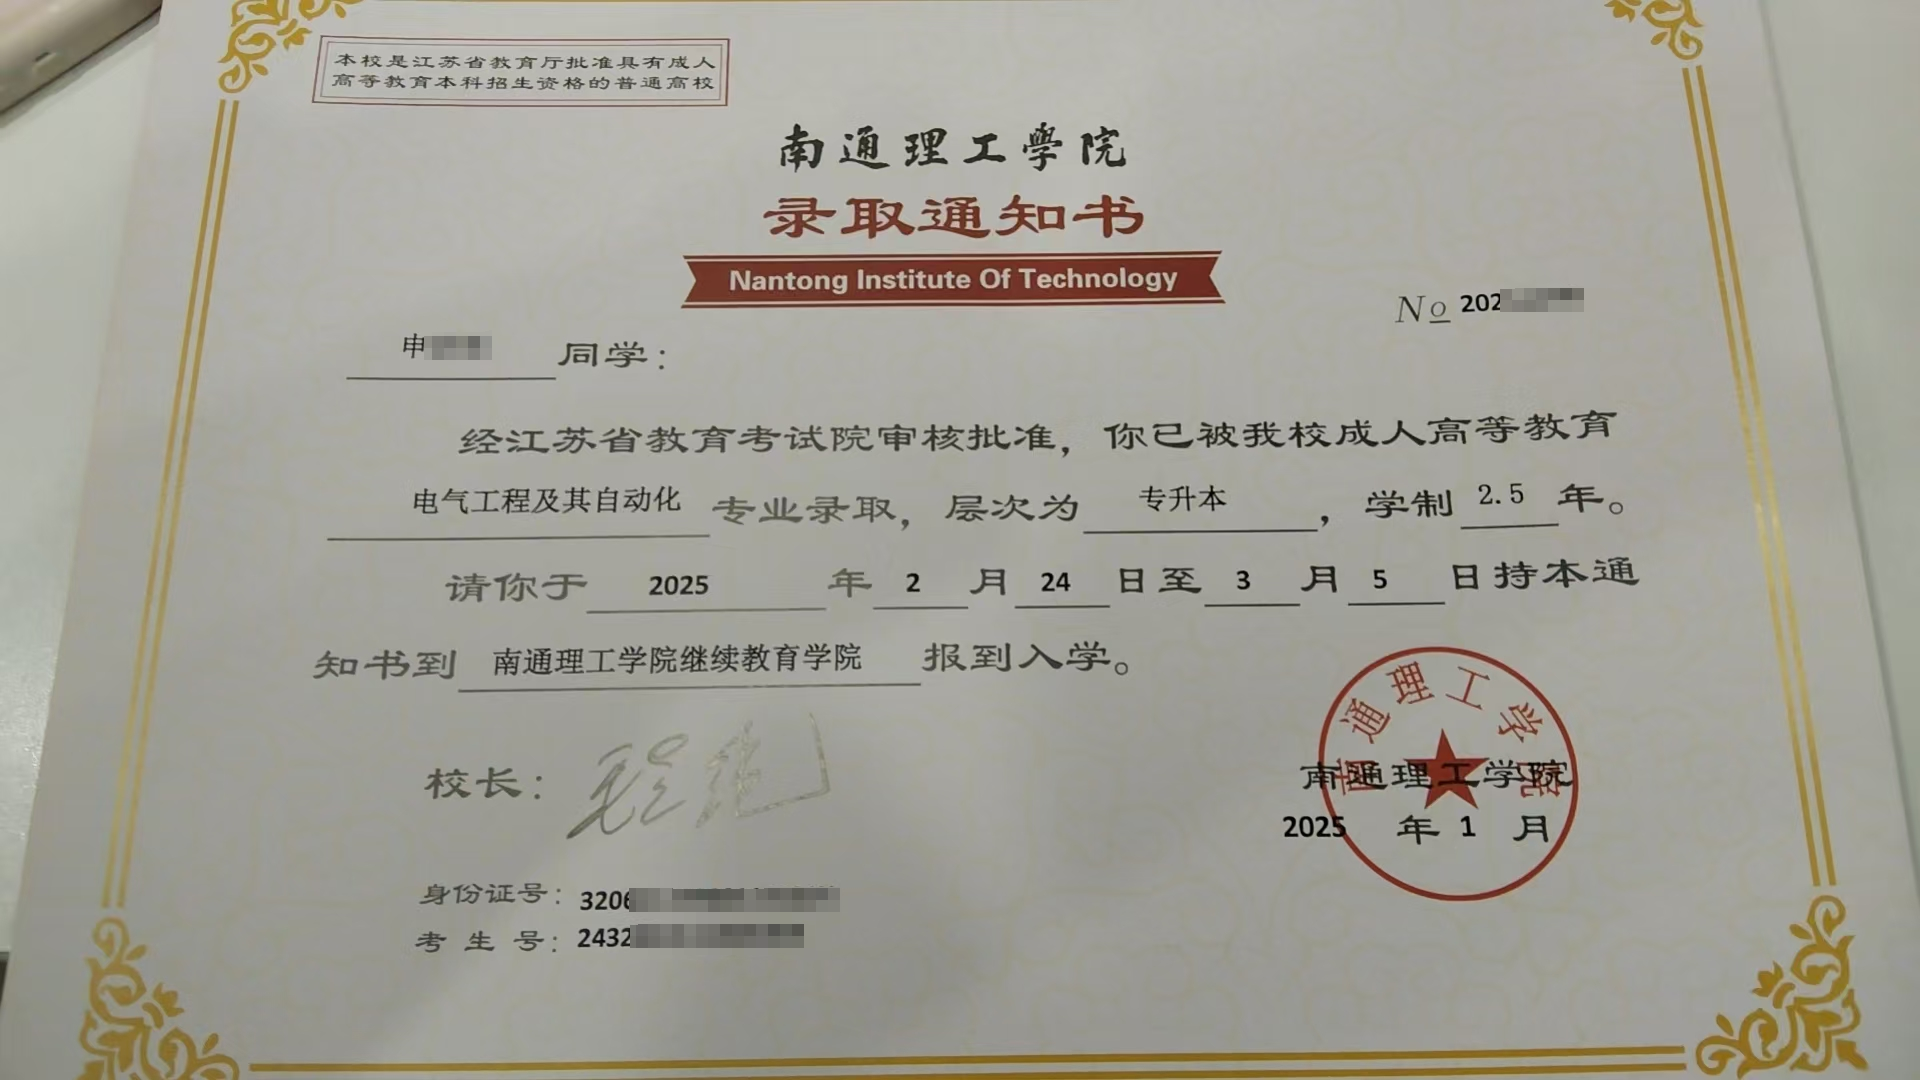 本校是江苏省教育厅批准具有成人
高等教育本科招生资格的普通高校
南通理工學院
录取通知书
Nantong Institute Of Technology
No 202
申 同学：
经江苏省教育考试院审核批准，你已被我校成人高等教育
电气工程及其自动化 专业录取，层次为 专升本 ，学制 2.5 年。
请你于 2025 年 2 月 24 日至 3 月 5 日持本通
知书到 南通理工学院继续教育学院 报到入学。
校长：
南通理工学院
南通理工学院
2025 年 1 月
身份证号：3206
考生号：2432